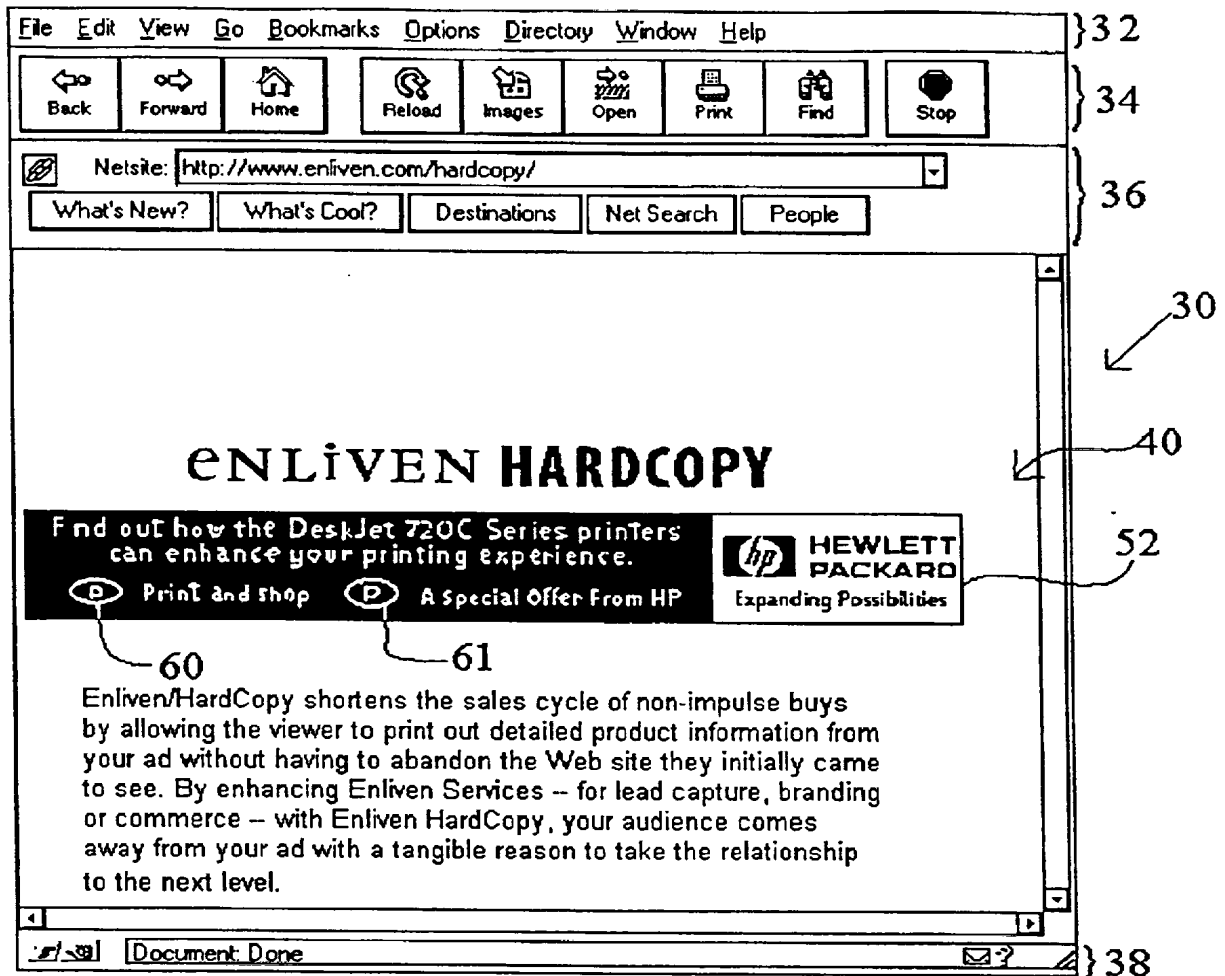 File Edit View Go Bookmarks Options Directory Window Help
32
Back Forward Home Reload Images Open Print Find Stop
34
Netsite: http://www.enliven.com/hardcopy/
36
What's New? What's Cool? Destinations Net Search People
30
40
eNLiVEN HARDCOPY
Find out how the DeskJet 720C Series printers
can enhance your printing experience.
P Print and shop P A Special Offer From HP
hp HEWLETT
PACKARD
Expanding Possibilities
52
60
61
Enliven/HardCopy shortens the sales cycle of non-impulse buys
by allowing the viewer to print out detailed product information from
your ad without having to abandon the Web site they initially came
to see. By enhancing Enliven Services – for lead capture, branding
or commerce – with Enliven HardCopy, your audience comes
away from your ad with a tangible reason to take the relationship
to the next level.
Document: Done
?
38